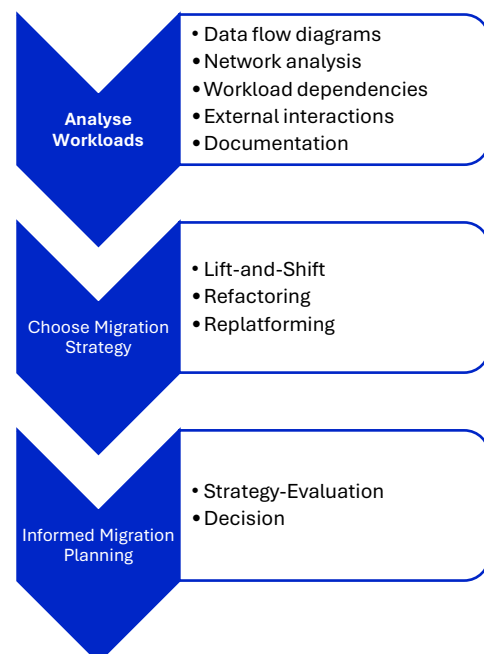 Analyse
Workloads
• Data flow diagrams
• Network analysis
• Workload dependencies
• External interactions
• Documentation
Choose Migration
Strategy
• Lift-and-Shift
• Refactoring
• Replatforming
Informed Migration
Planning
• Strategy-Evaluation
• Decision